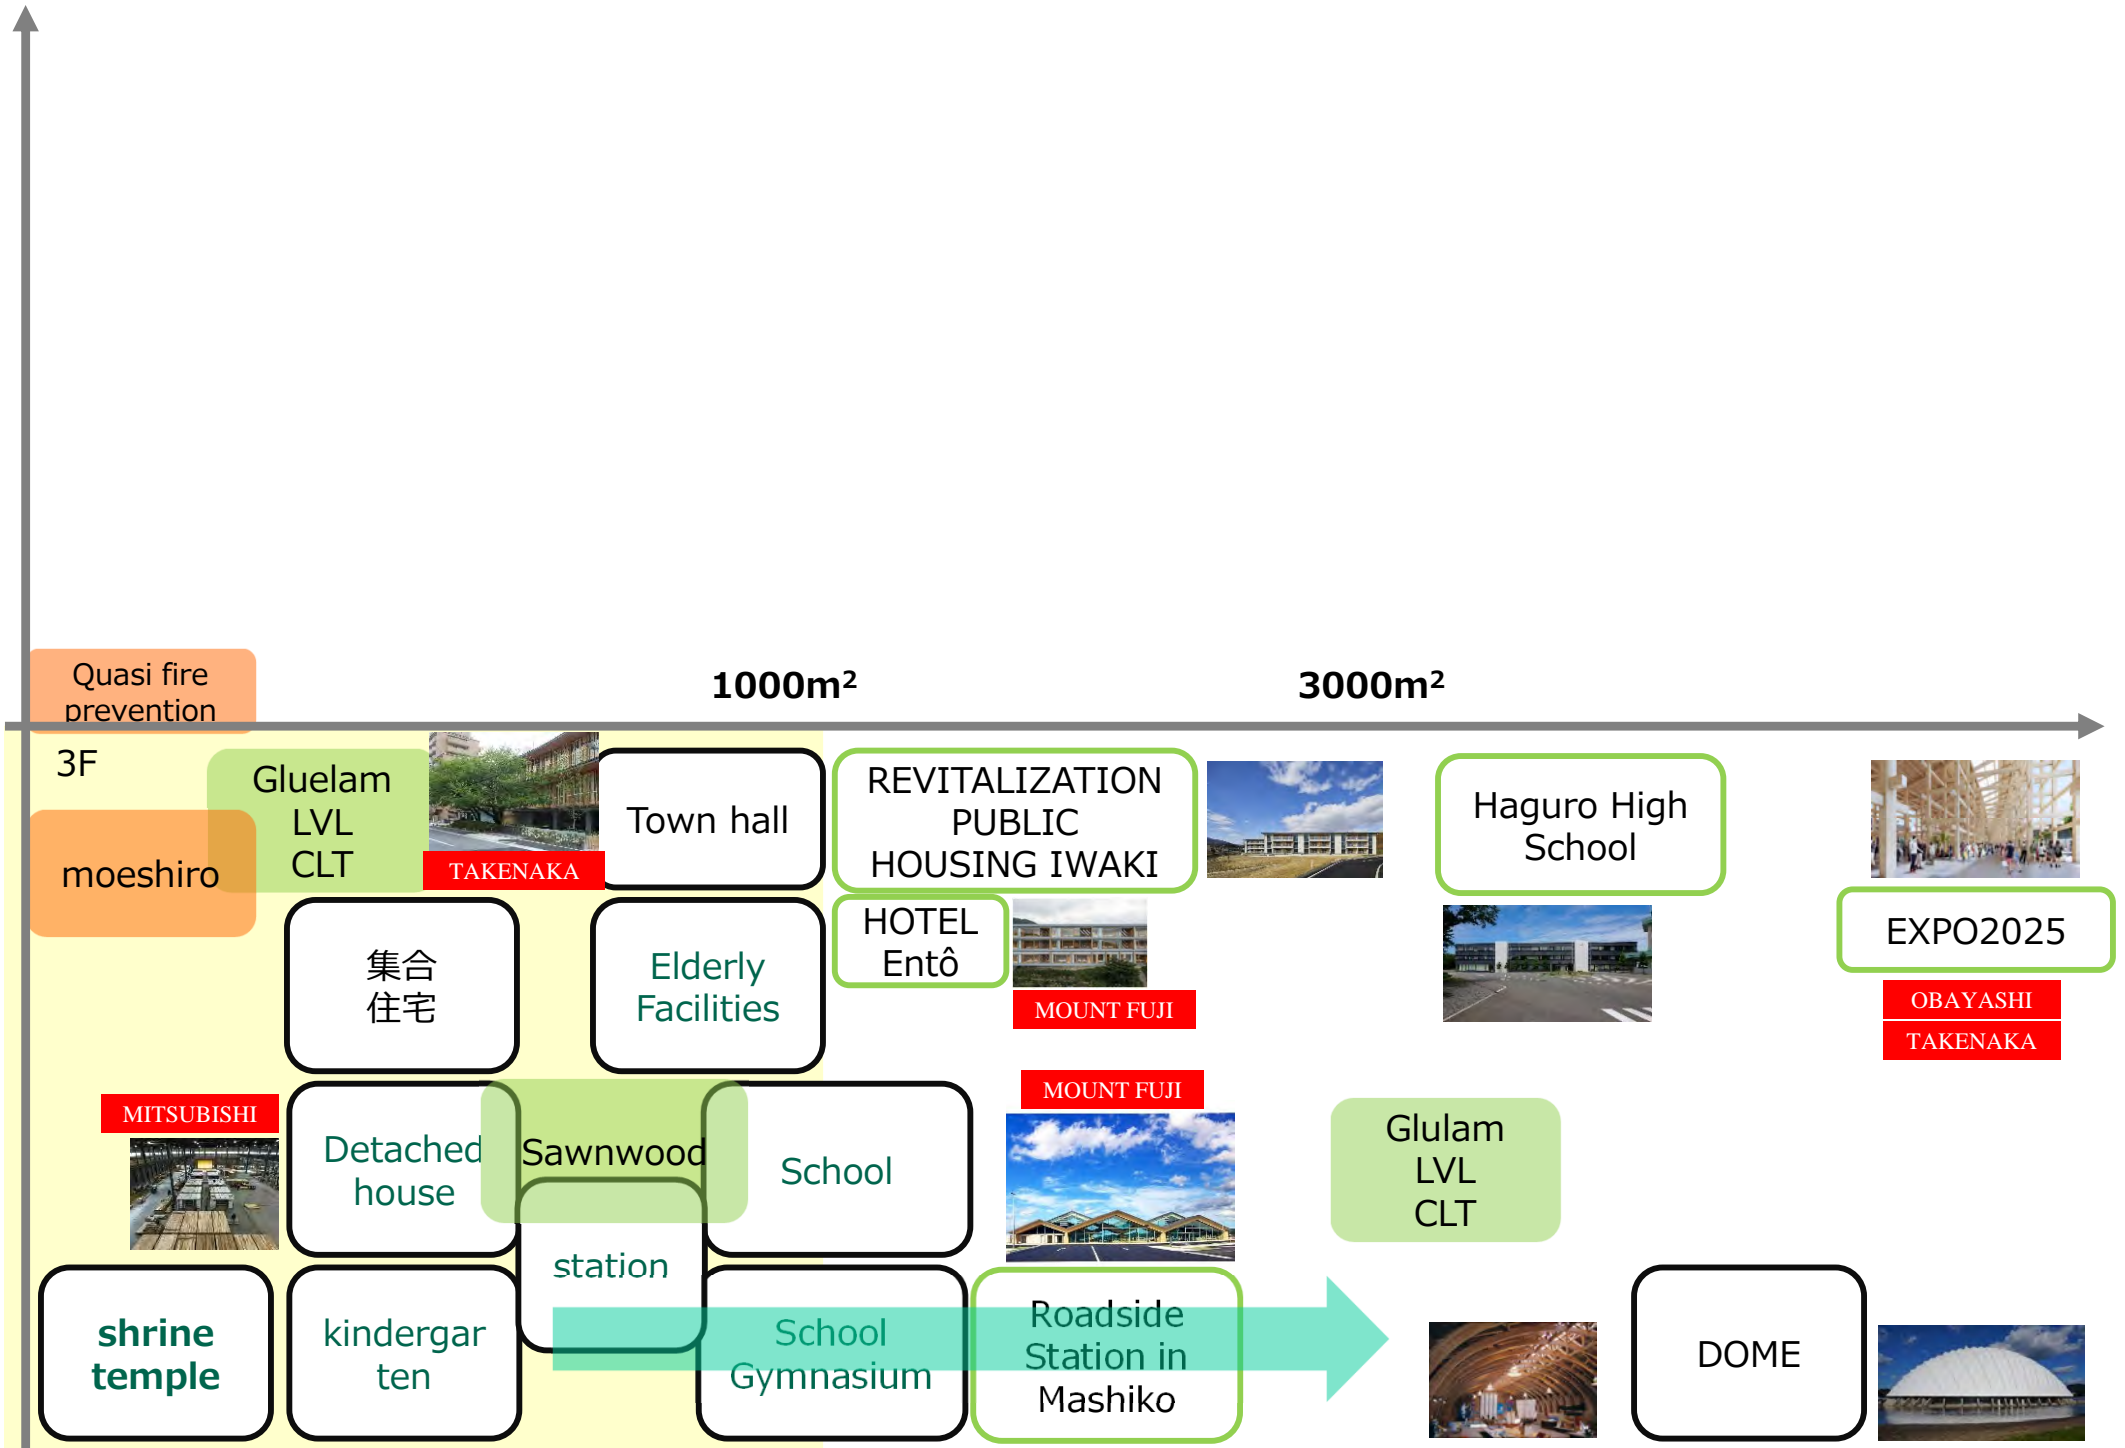 Quasi fire
prevention
1000m²
3000m²
3F
Gluelam
LVL
CLT
moeshiro
TAKENAKA
Town hall
REVITALIZATION
PUBLIC
HOUSING IWAKI
Haguro High
School
HOTEL
Entô
EXPO2025
集合
住宅
Elderly
Facilities
MOUNT FUJI
OBAYASHI
TAKENAKA
MOUNT FUJI
MITSUBISHI
Detached
house
Sawnwood
School
Glulam
LVL
CLT
station
shrine
temple
kindergar
ten
School
Gymnasium
Roadside
Station in
Mashiko
DOME